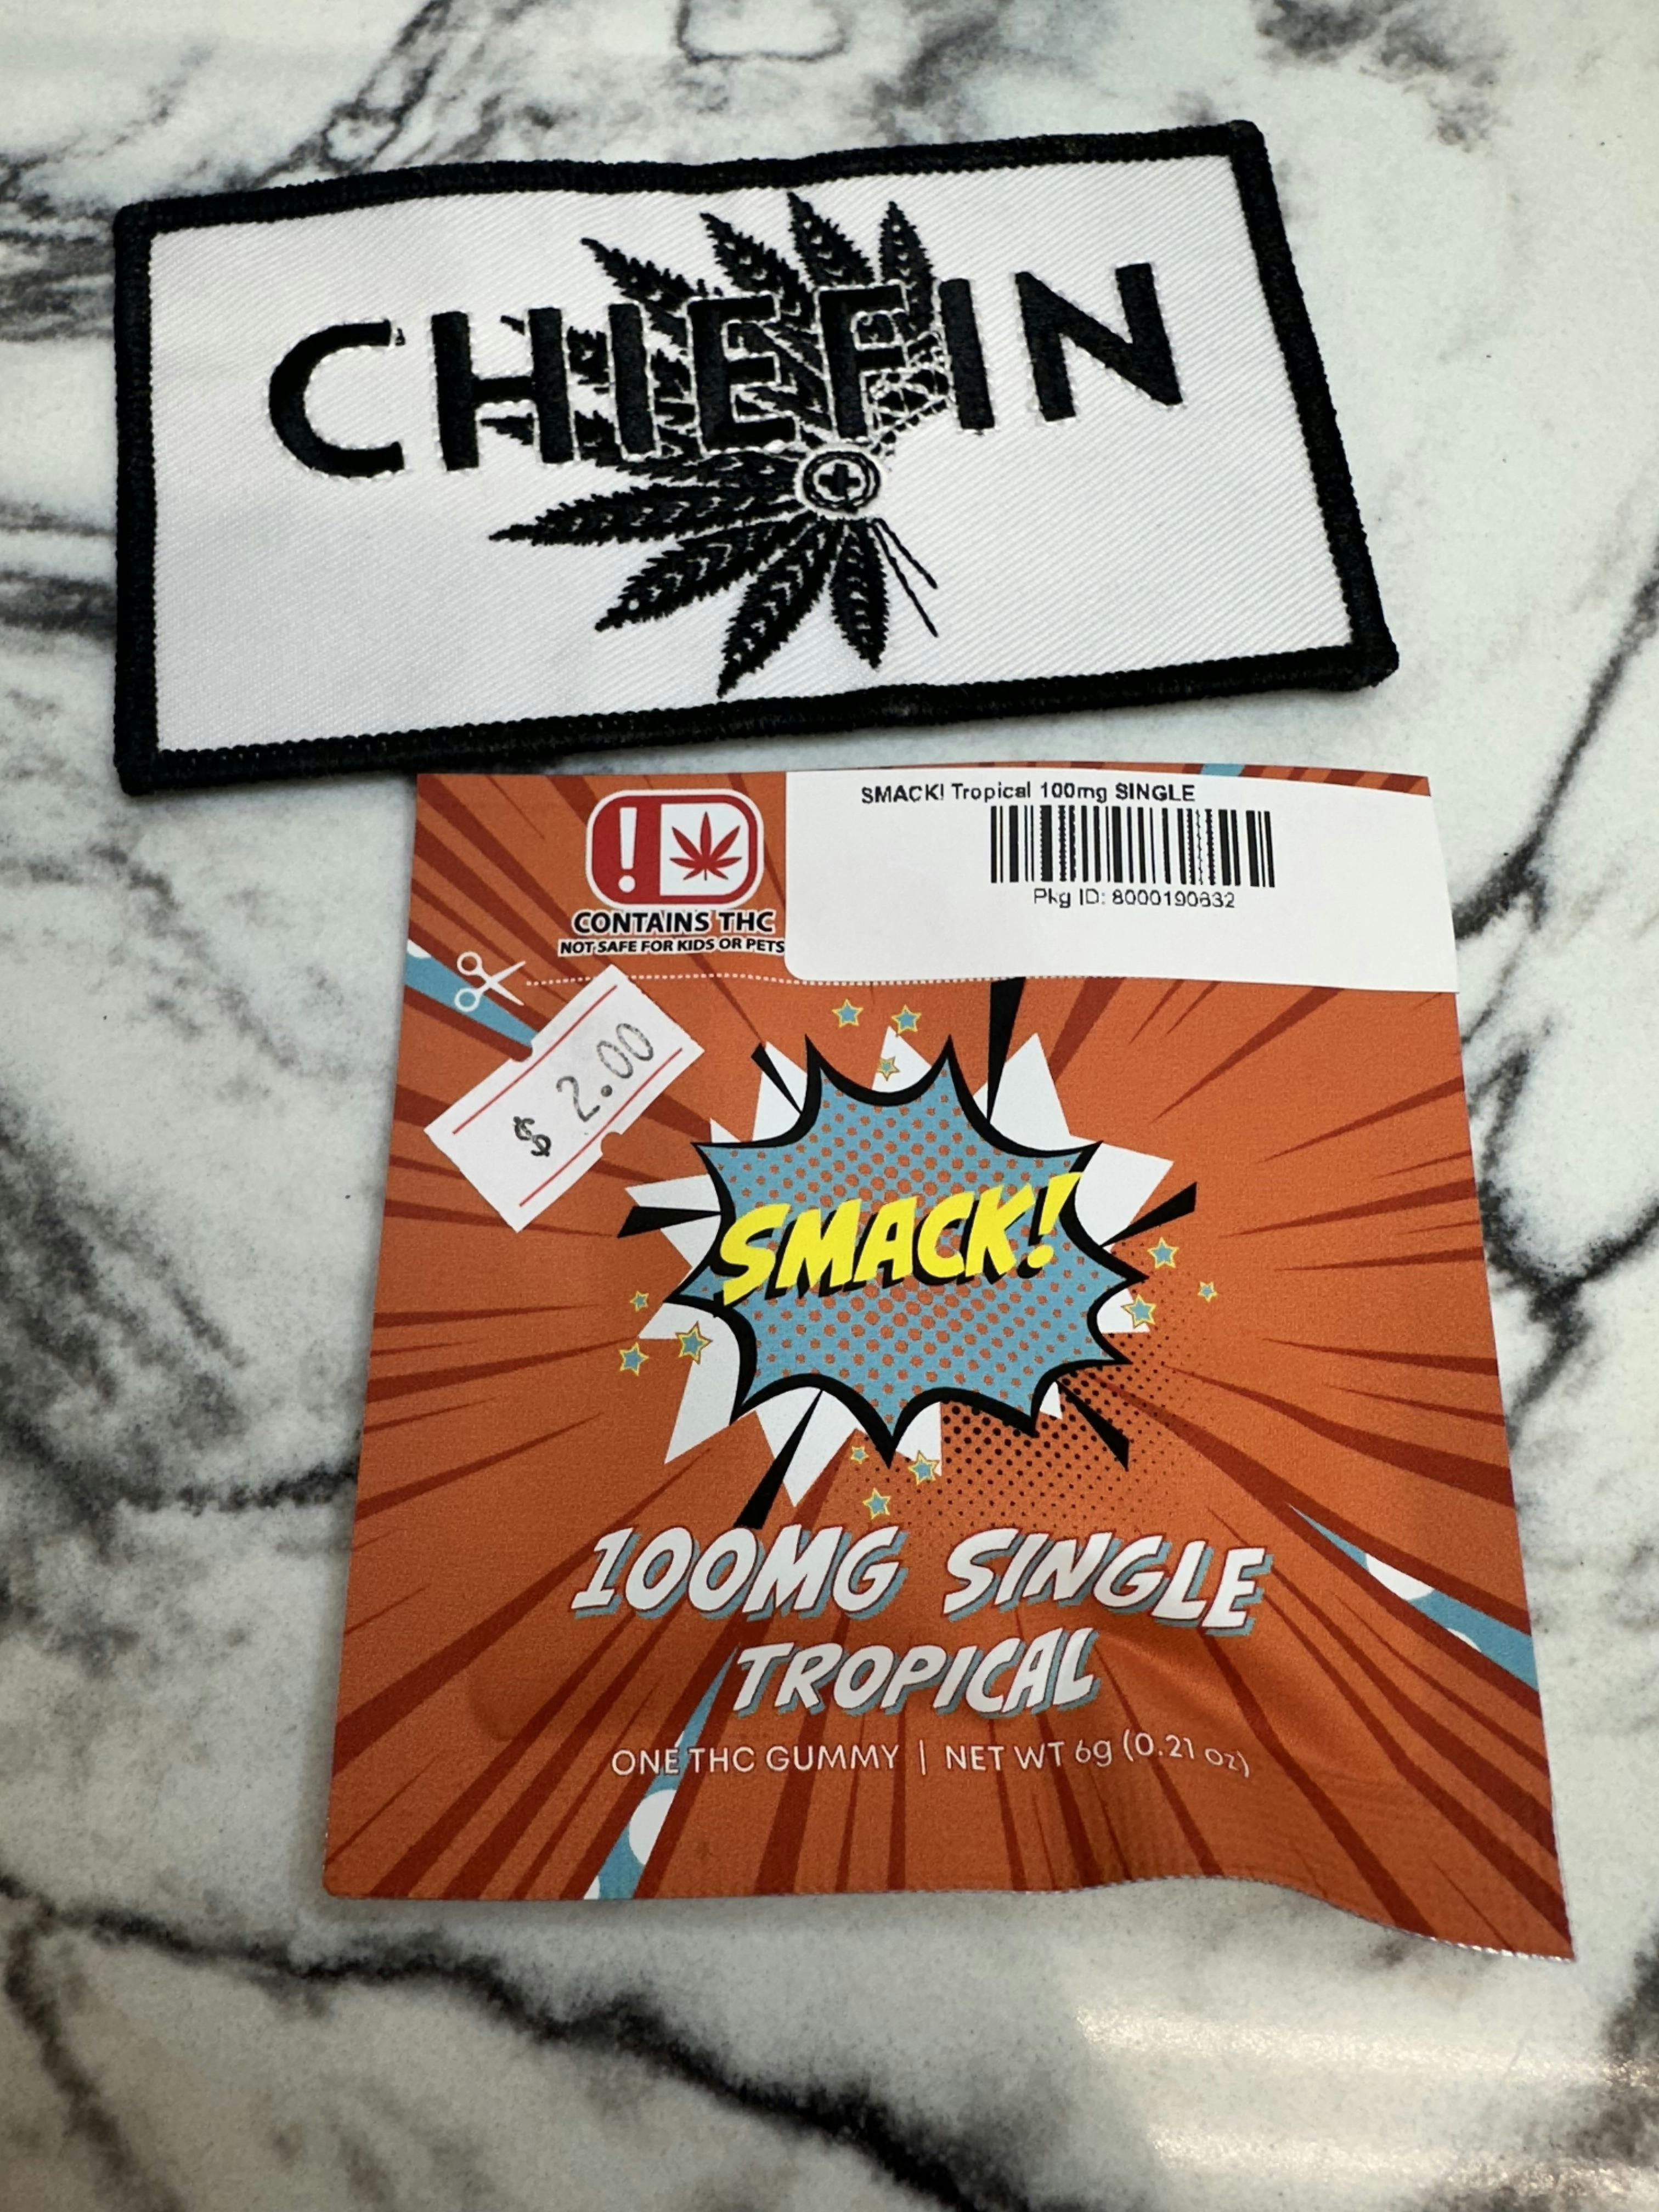 CHIEFIN
SMACK! Tropical 100mg SINGLE
Pkg ID: 8000190632
!
CONTAINS THC
NOT SAFE FOR KIDS OR PETS
$ 2.00
SMACK!
100MG SINGLE
TROPICAL
ONE THC GUMMY | NET WT 6g (0.21 oz)